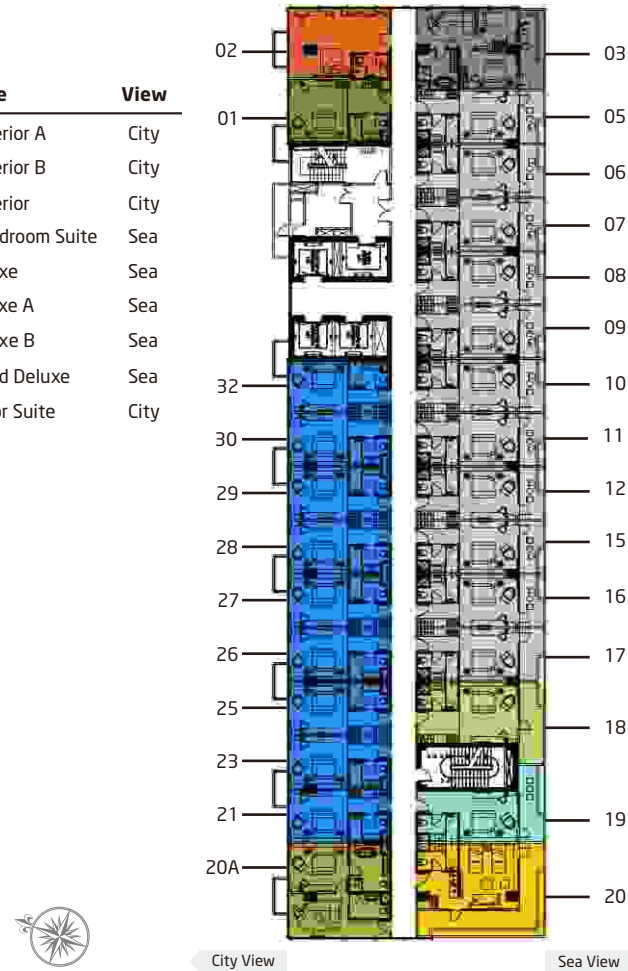 e View
erior A City
erior B City
erior City
droom Suite Sea
xe Sea
xe A Sea
xe B Sea
d Deluxe Sea
or Suite City
02
03
01
05
06
07
08
09
32
10
30
11
29
12
28
15
27
16
26
17
25
18
23
21
19
20A
20
City View
Sea View